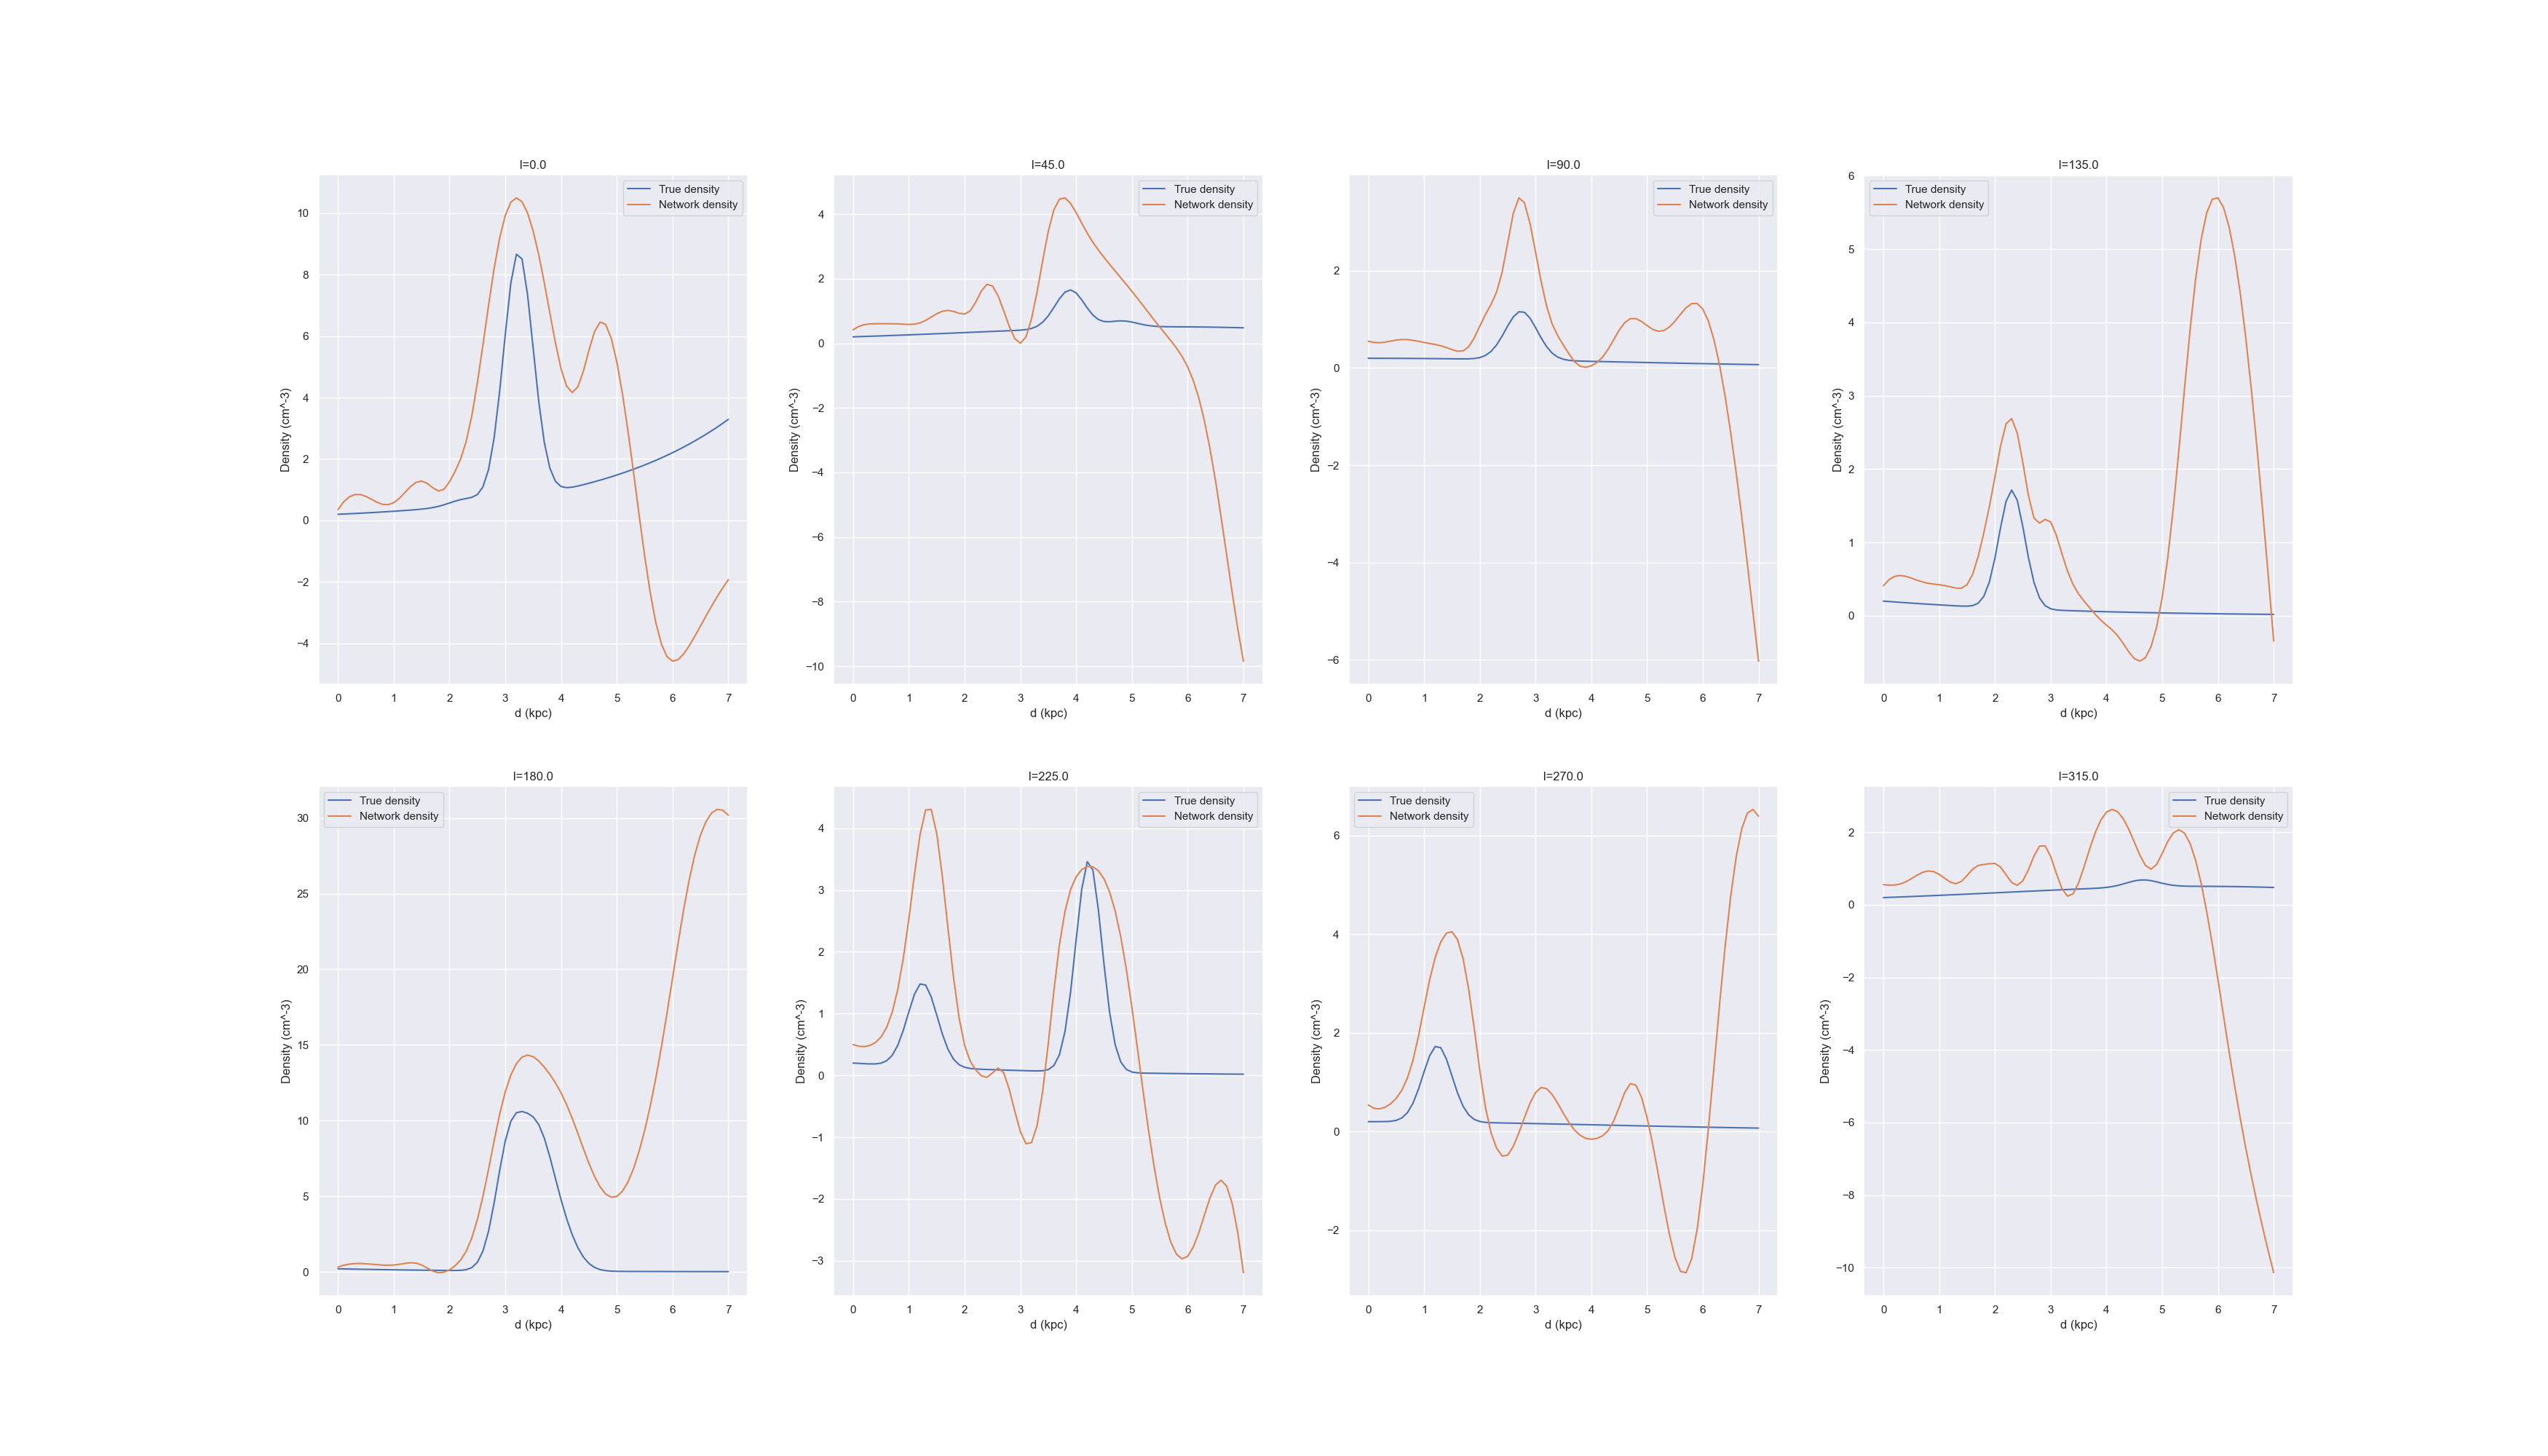 l=0.0
True density
Network density
Density (cm^-3)
10
8
6
4
2
0
−2
−4
0 1 2 3 4 5 6 7
d (kpc)
l=45.0
True density
Network density
Density (cm^-3)
4
2
0
−2
−4
−6
−8
−10
0 1 2 3 4 5 6 7
d (kpc)
l=90.0
True density
Network density
Density (cm^-3)
2
0
−2
−4
−6
0 1 2 3 4 5 6 7
d (kpc)
l=135.0
True density
Network density
Density (cm^-3)
6
5
4
3
2
1
0
0 1 2 3 4 5 6 7
d (kpc)
l=180.0
True density
Network density
Density (cm^-3)
30
25
20
15
10
5
0
0 1 2 3 4 5 6 7
d (kpc)
l=225.0
True density
Network density
Density (cm^-3)
4
3
2
1
0
−1
−2
−3
0 1 2 3 4 5 6 7
d (kpc)
l=270.0
True density
Network density
Density (cm^-3)
6
4
2
0
−2
0 1 2 3 4 5 6 7
d (kpc)
l=315.0
True density
Network density
Density (cm^-3)
2
0
−2
−4
−6
−8
−10
0 1 2 3 4 5 6 7
d (kpc)